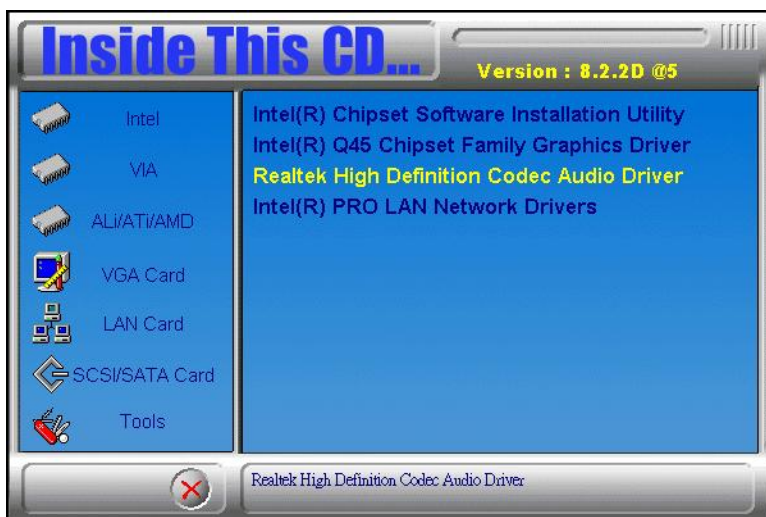 Inside This CD...
Version : 8.2.2D @5
Intel
VIA
ALi/ATi/AMD
VGA Card
LAN Card
SCSI/SATA Card
Tools
Intel(R) Chipset Software Installation Utility
Intel(R) Q45 Chipset Family Graphics Driver
Realtek High Definition Codec Audio Driver
Intel(R) PRO LAN Network Drivers
Realtek High Definition Codec Audio Driver